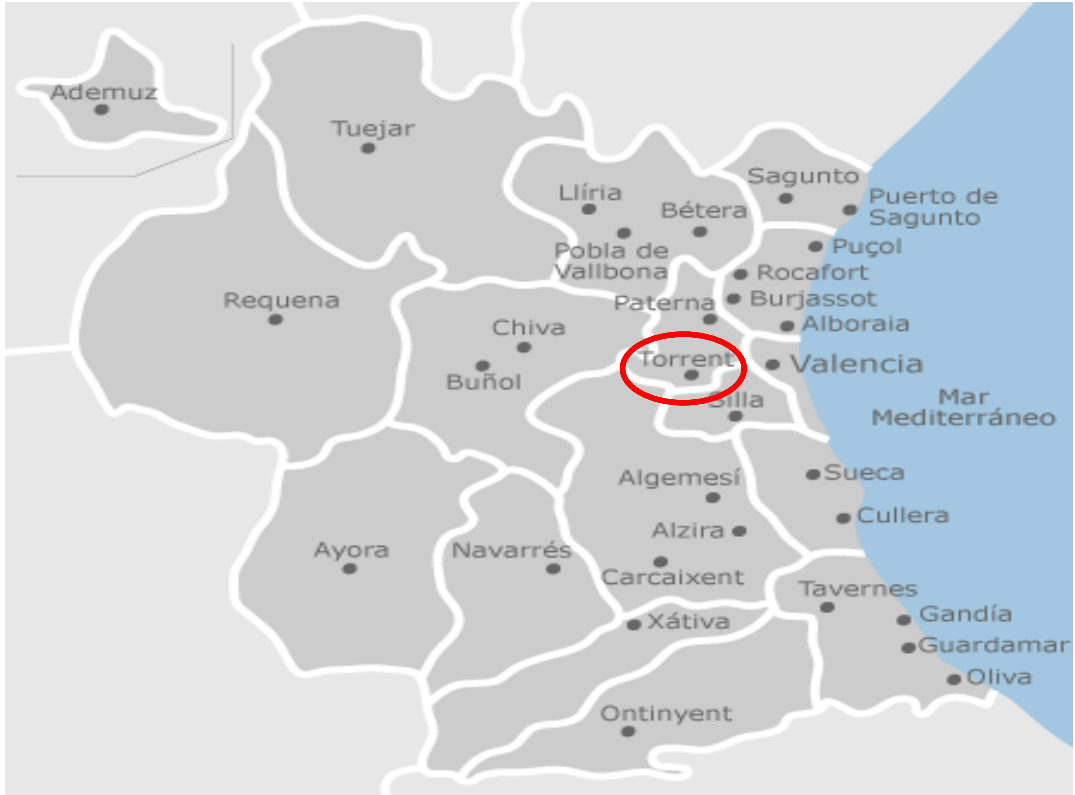 Ademuz
Tuejar
Sagunto
Llíria
Puerto de
Sagunto
Bétera
Puçol
Pobla de
Vallbona
Rocafort
Requena
Paterna
Burjassot
Chiva
Alboraia
Torrent
Valencia
Buñol
Silla
Mar
Mediterráneo
Algemesí
Sueca
Cullera
Alzira
Ayora
Navarrés
Carcaixent
Tavernes
Xátiva
Gandía
Guardamar
Oliva
Ontinyent